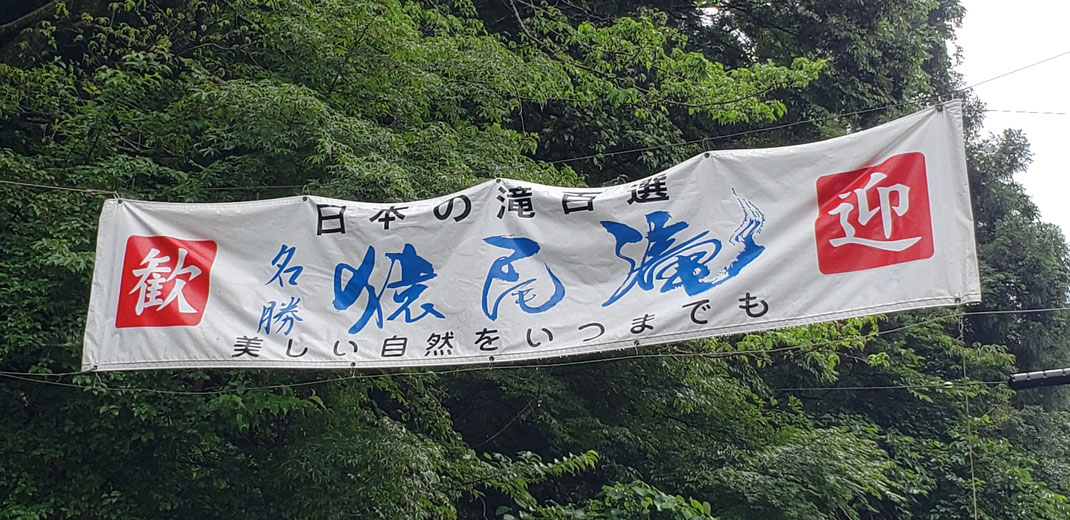 日本の滝百選
歓 名勝 猿尾滝 迎
美しい自然をいつまでも